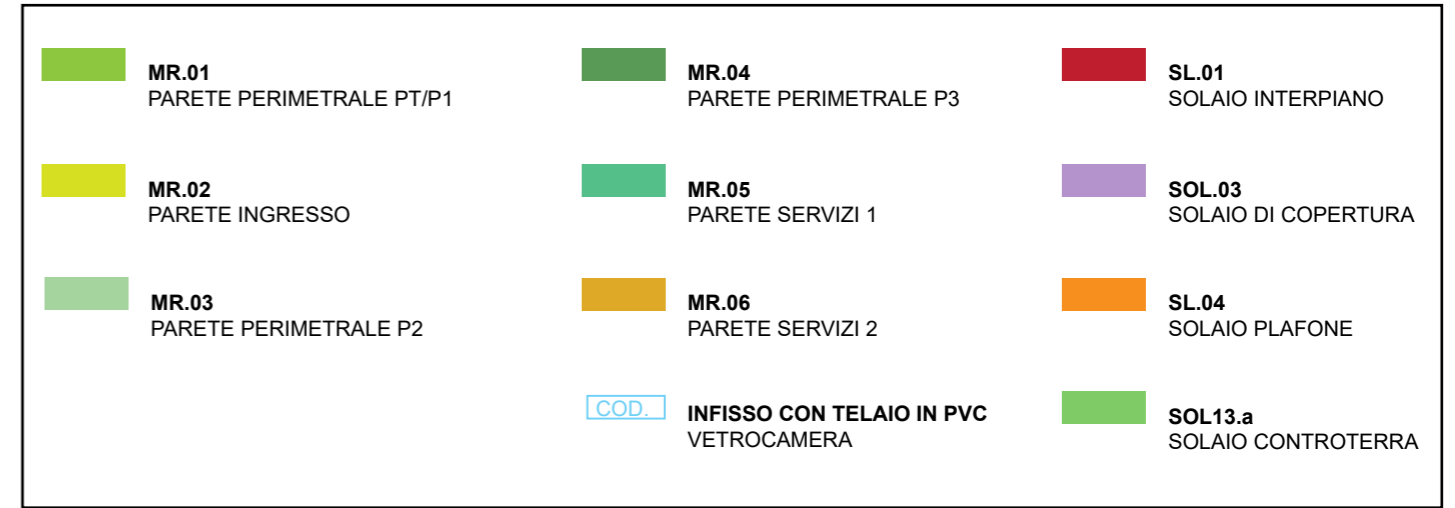 MR.01
PARETE PERIMETRALE PT/P1
MR.02
PARETE INGRESSO
MR.03
PARETE PERIMETRALE P2
MR.04
PARETE PERIMETRALE P3
MR.05
PARETE SERVIZI 1
MR.06
PARETE SERVIZI 2
COD.
INFISSO CON TELAIO IN PVC
VETROCAMERA
SL.01
SOLAIO INTERPIANO
SOL.03
SOLAIO DI COPERTURA
SL.04
SOLAIO PLAFONE
SOL13.a
SOLAIO CONTROTERRA